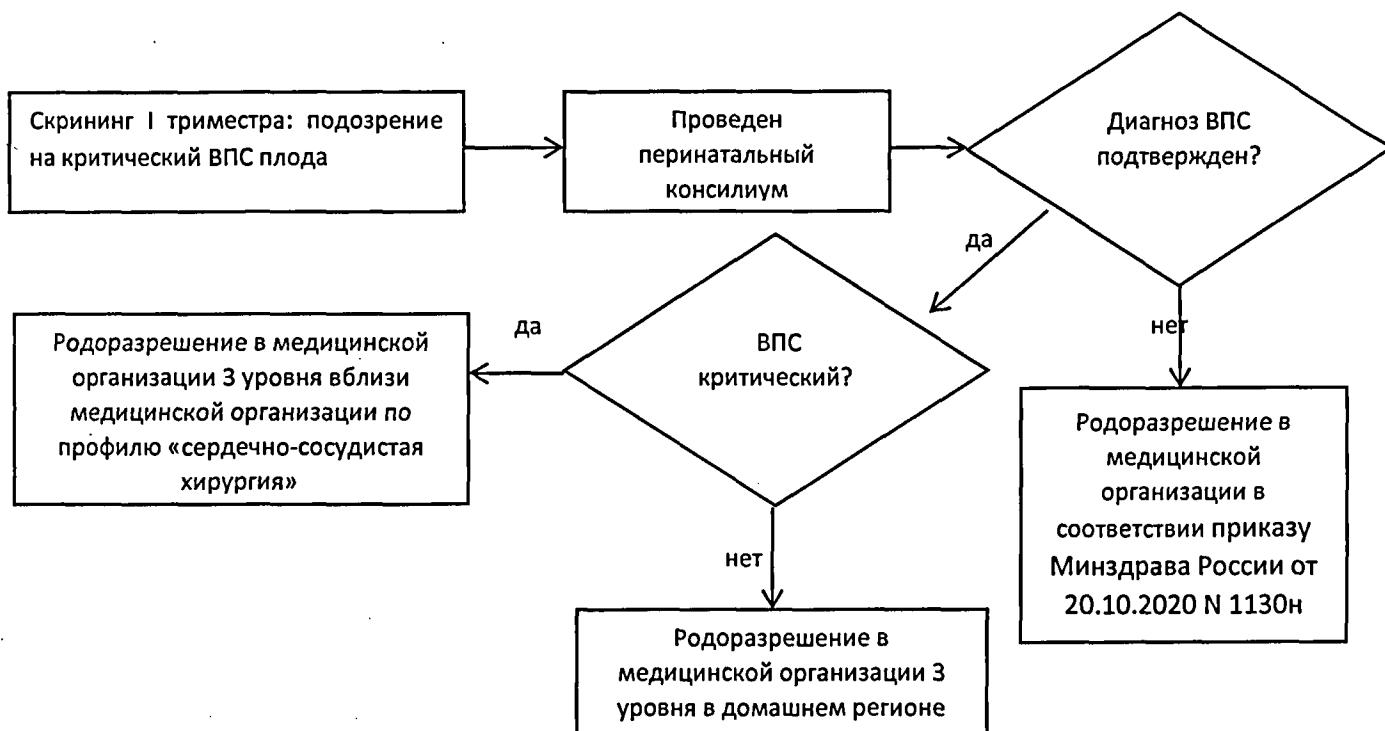 Скрининг I триместра: подозрение
на критический ВПС плода
Проведен
перинатальный
консилиум
Диагноз ВПС
подтвержден?
да
нет
ВПС
критический?
да
Родоразрешение в медицинской
организации 3 уровня вблизи
медицинской организации по
профилю «сердечно-сосудистая
хирургия»
нет
Родоразрешение в
медицинской организации 3
уровня в домашнем регионе
Родоразрешение в
медицинской
организации в
соответствии приказу
Минздрава России от
20.10.2020 N 1130н